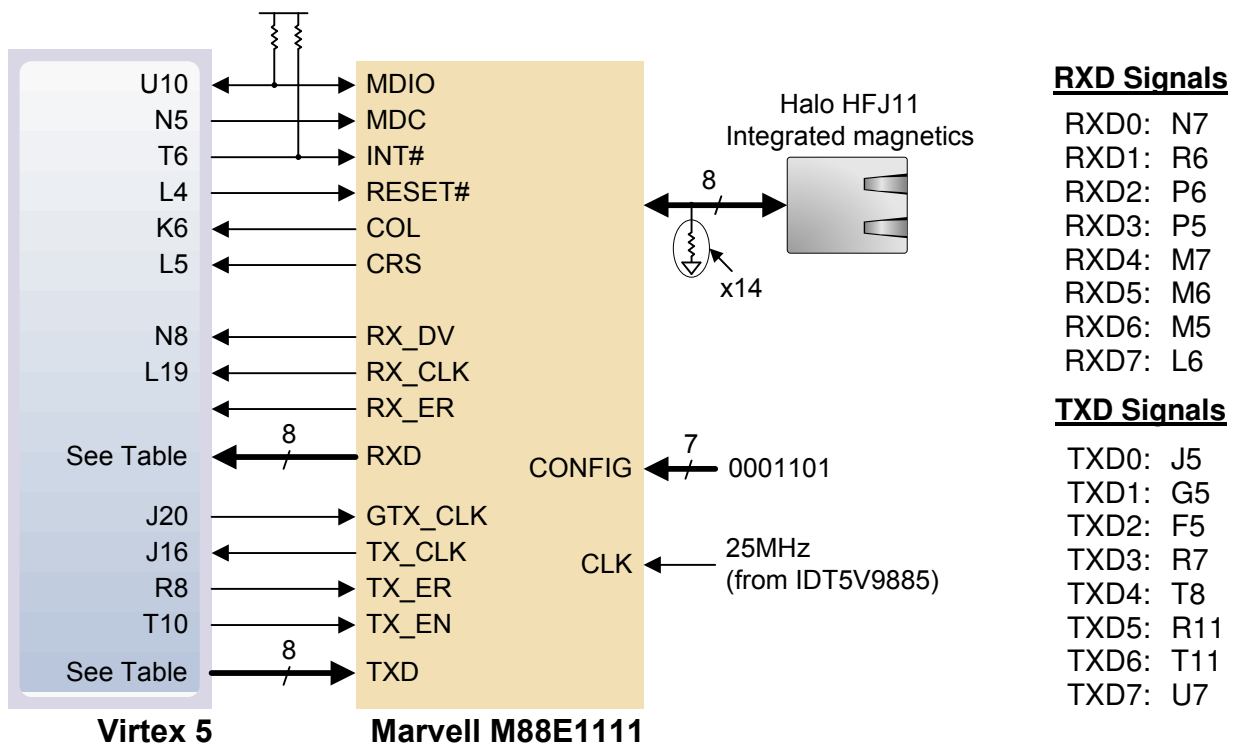 U10 MDIO
N5 MDC
T6 INT#
L4 RESET#
K6 COL
L5 CRS
N8 RX_DV
L19 RX_CLK
RX_ER
See Table 8 RXD
J20 GTX_CLK
J16 TX_CLK
R8 TX_ER
T10 TX_EN
See Table 8 TXD
Virtex 5
Marvell M88E1111
Halo HFJ11
Integrated magnetics
8
x14
CONFIG 7 0001101
CLK 25MHz
(from IDT5V9885)
RXD Signals
RXD0: N7
RXD1: R6
RXD2: P6
RXD3: P5
RXD4: M7
RXD5: M6
RXD6: M5
RXD7: L6
TXD Signals
TXD0: J5
TXD1: G5
TXD2: F5
TXD3: R7
TXD4: T8
TXD5: R11
TXD6: T11
TXD7: U7